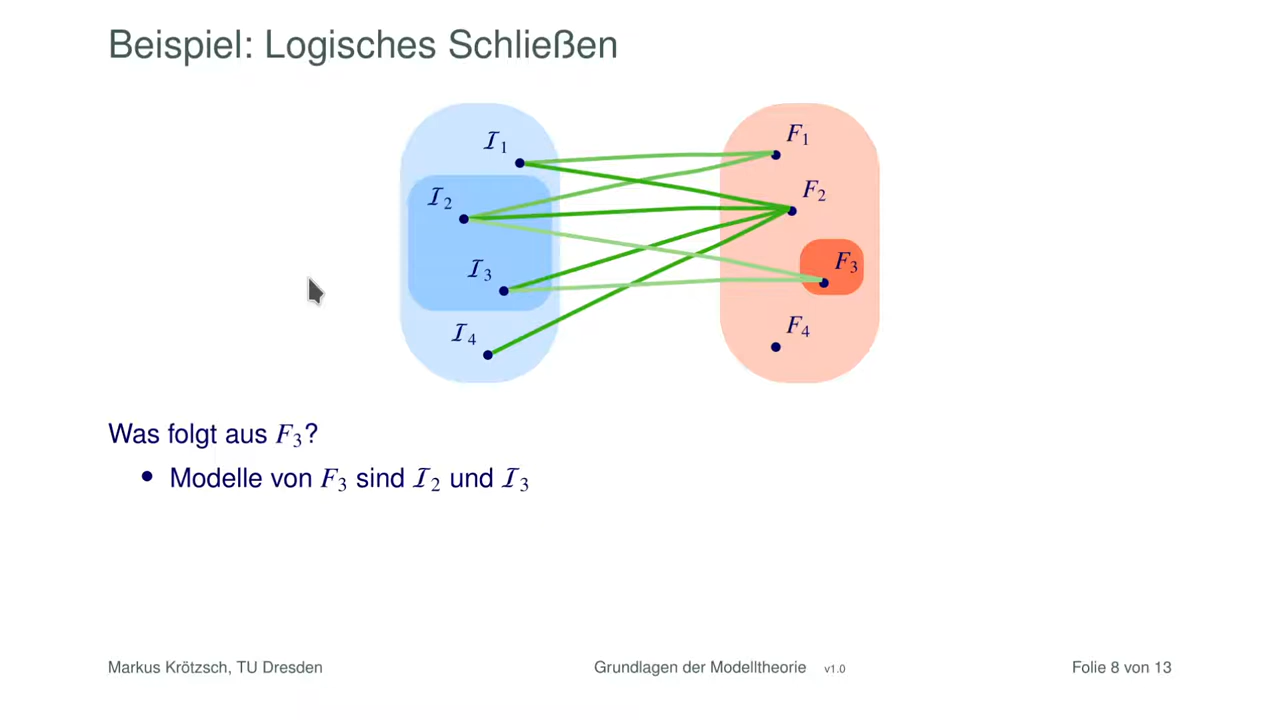 Beispiel: Logisches Schließen
ℐ1
F1
ℐ2
F2
ℐ3
F3
ℐ4
F4
Was folgt aus F3?
• Modelle von F3 sind ℐ2 und ℐ3
Markus Krötzsch, TU Dresden Grundlagen der Modelltheorie v1.0 Folie 8 von 13